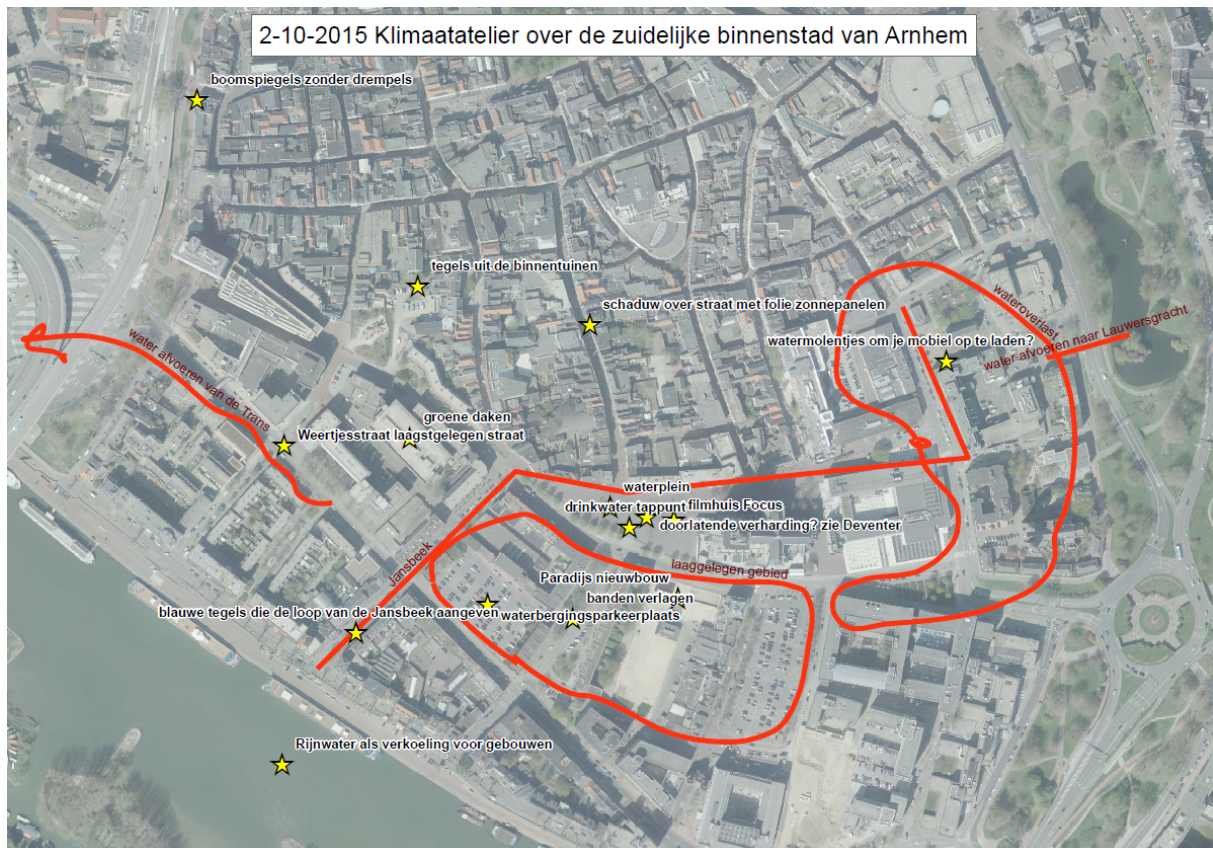 2-10-2015 Klimaatatelier over de zuidelijke binnenstad van Arnhem
boomspiegels zonder drempels
tegels uit de binnentuinen
schaduw over straat met folie zonnepanelen
wateroverlast
watermolentjes om je mobiel op te laden?
water afvoeren naar Lauwersgracht
water afvoeren van de Trans
groene daken
Weertjesstraat laagstgelegen straat
waterplein
drinkwater tappunt
filmhuis Focus
doorlatende verharding? zie Deventer
Jansbeek
laaggelegen gebied
Paradijs nieuwbouw
banden verlagen
blauwe tegels die de loop van de Jansbeek aangeven
waterbergingsparkeerplaats
Rijnwater als verkoeling voor gebouwen